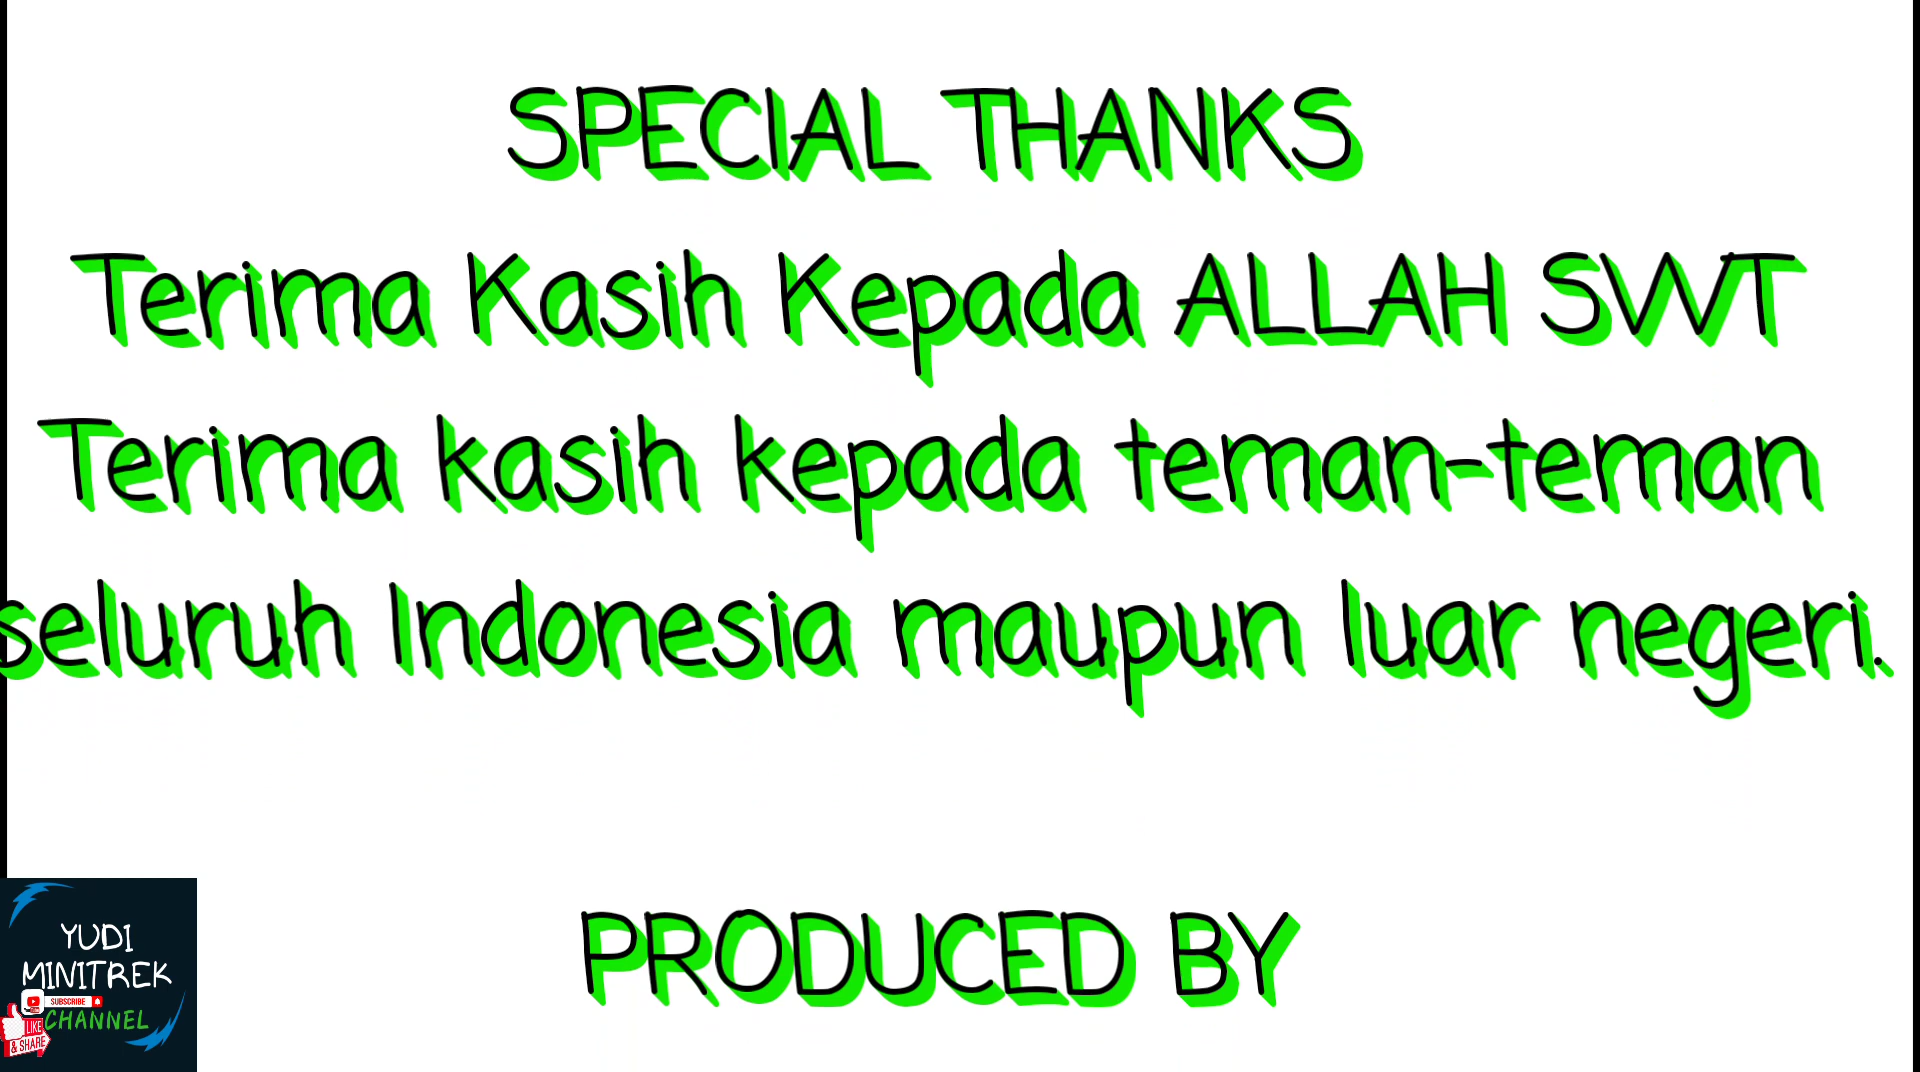 SPECIAL THANKS
Terima Kasih Kepada ALLAH SWT
Terima kasih kepada teman-teman
seluruh Indonesia maupun luar negeri.
PRODUCED BY
YUDI
MINITREK
SUBSCRIBE
CHANNEL
LIKE
& SHARE